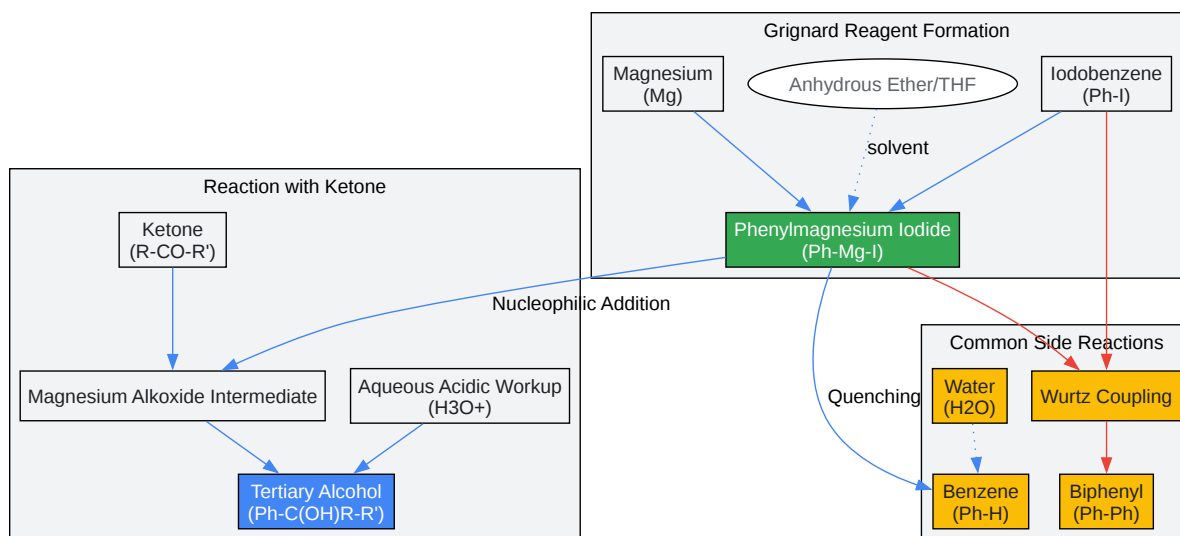 Grignard Reagent Formation
Magnesium
(Mg)
Anhydrous Ether/THF
Iodobenzene
(Ph-I)
solvent
Phenylmagnesium Iodide
(Ph-Mg-I)
Reaction with Ketone
Ketone
(R-CO-R')
Nucleophilic Addition
Magnesium Alkoxide Intermediate
Aqueous Acidic Workup
(H3O+)
Tertiary Alcohol
(Ph-C(OH)R-R')
Common Side Reactions
Quenching
Water
(H2O)
Wurtz Coupling
Benzene
(Ph-H)
Biphenyl
(Ph-Ph)